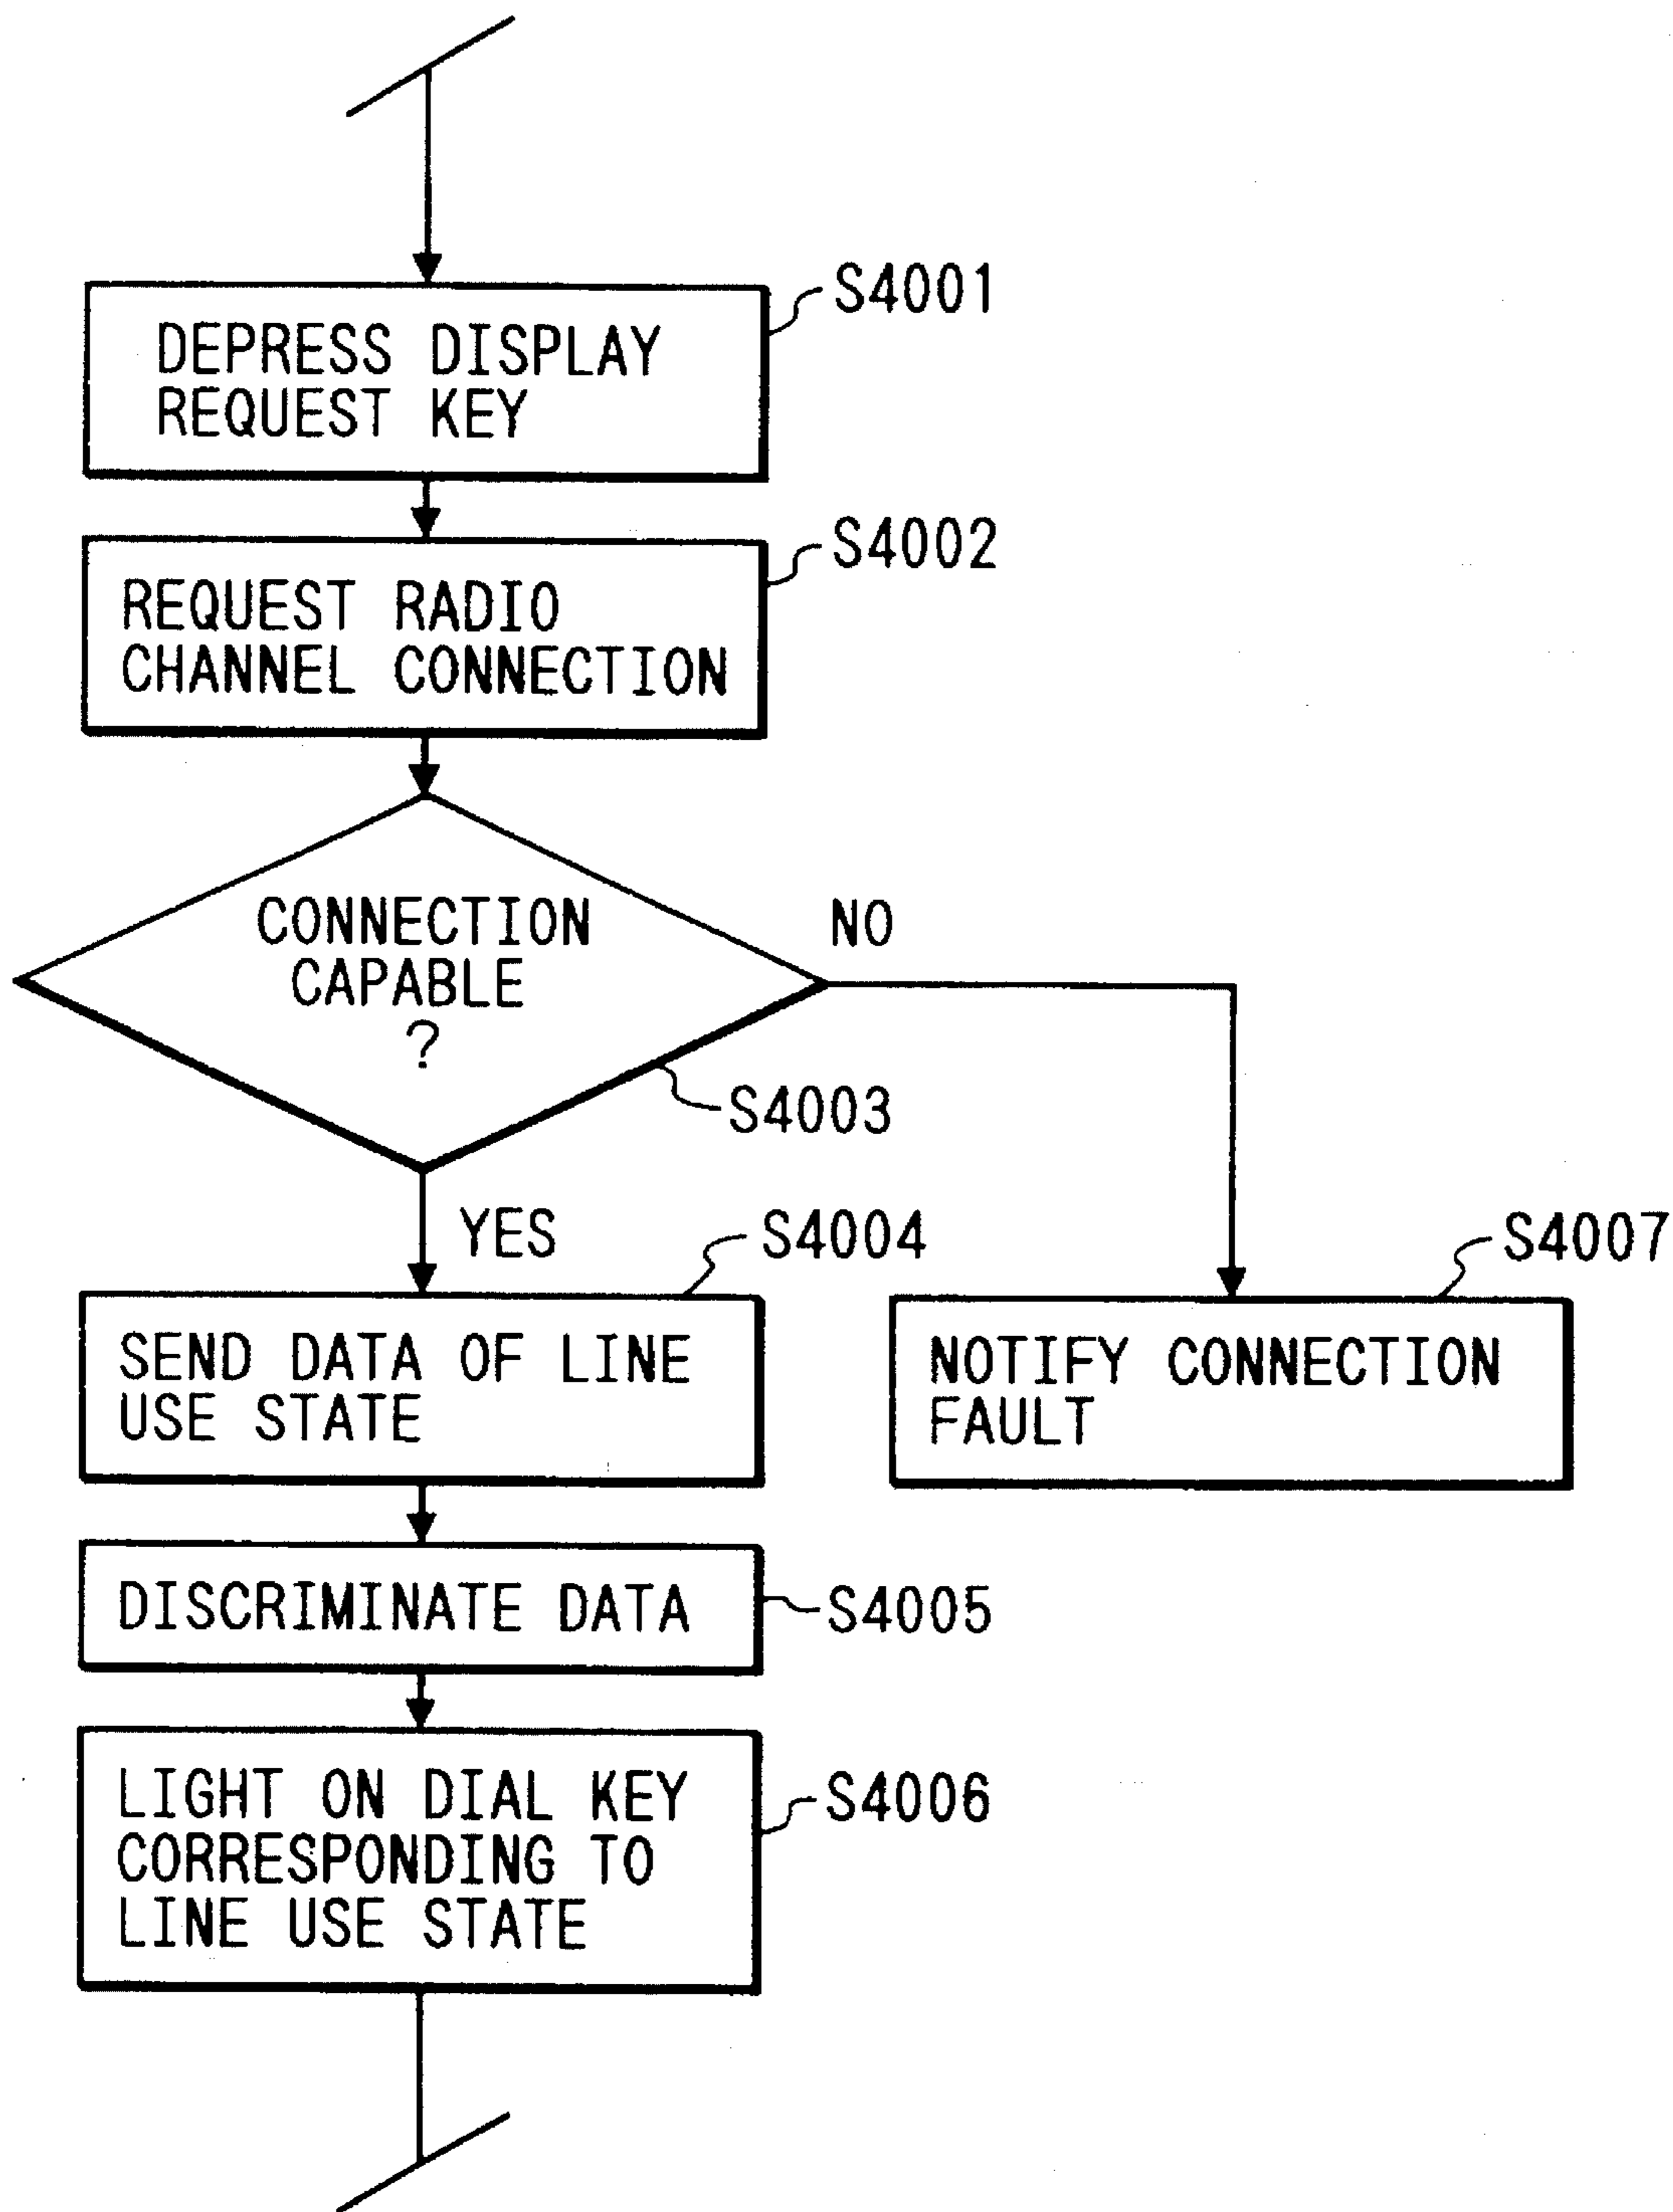 S4001
DEPRESS DISPLAY
REQUEST KEY
S4002
REQUEST RADIO
CHANNEL CONNECTION
CONNECTION
CAPABLE
?
NO
S4003
YES
S4004
SEND DATA OF LINE
USE STATE
S4007
NOTIFY CONNECTION
FAULT
DISCRIMINATE DATA
S4005
LIGHT ON DIAL KEY
CORRESPONDING TO
LINE USE STATE
S4006